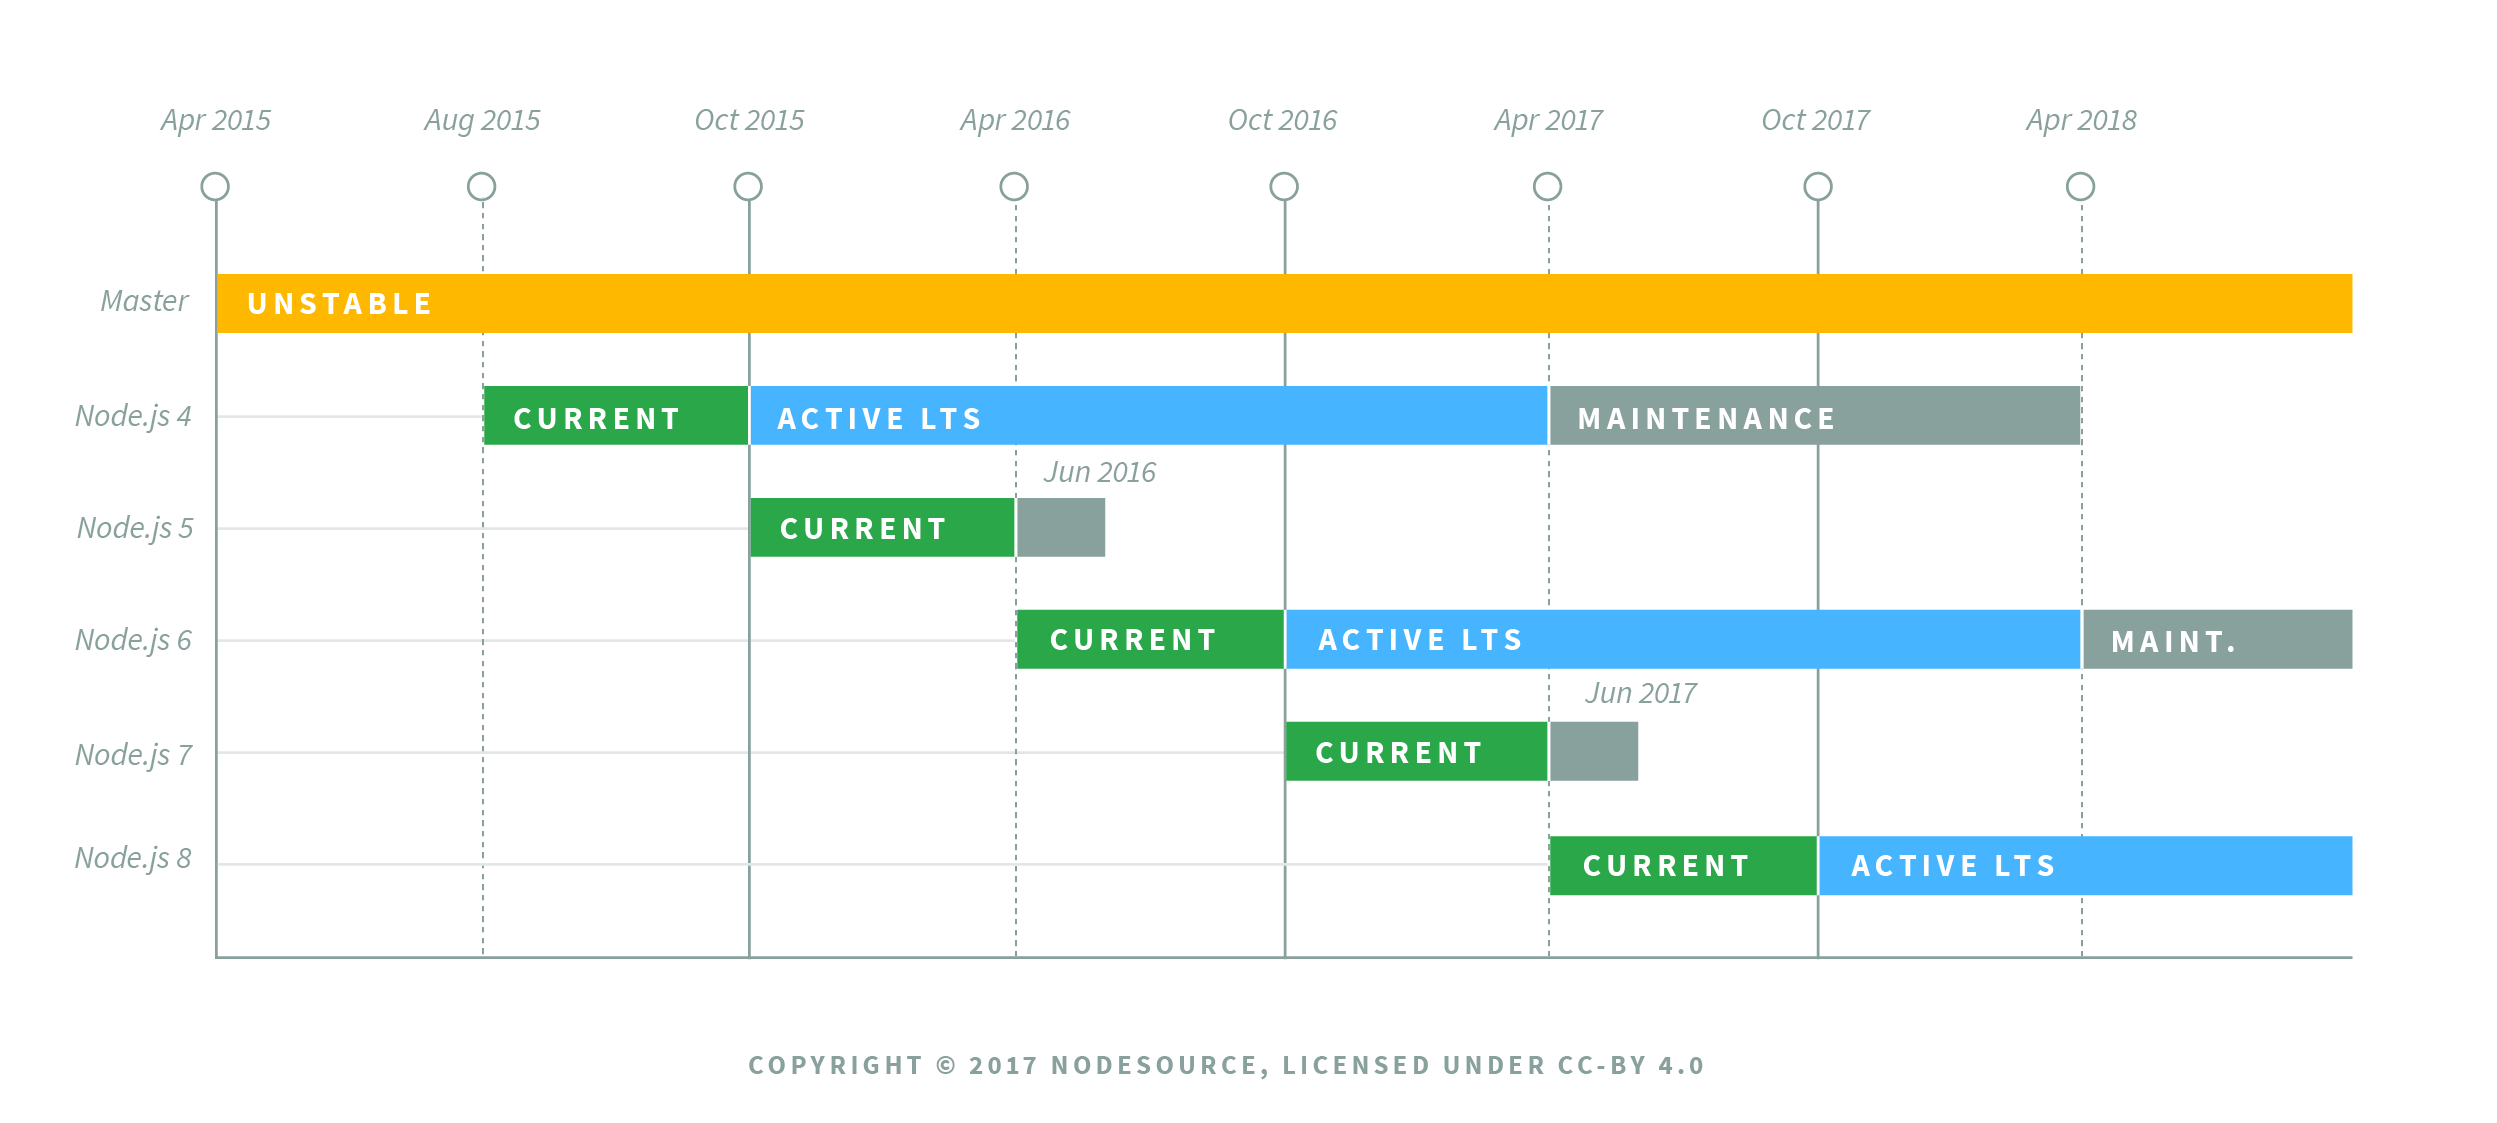 Apr 2015 Aug 2015 Oct 2015 Apr 2016 Oct 2016 Apr 2017 Oct 2017 Apr 2018
Master UNSTABLE
Node.js 4 CURRENT ACTIVE LTS MAINTENANCE
Jun 2016
Node.js 5 CURRENT
Node.js 6 CURRENT ACTIVE LTS MAINT.
Jun 2017
Node.js 7 CURRENT
Node.js 8 CURRENT ACTIVE LTS
COPYRIGHT © 2017 NODESOURCE, LICENSED UNDER CC-BY 4.0